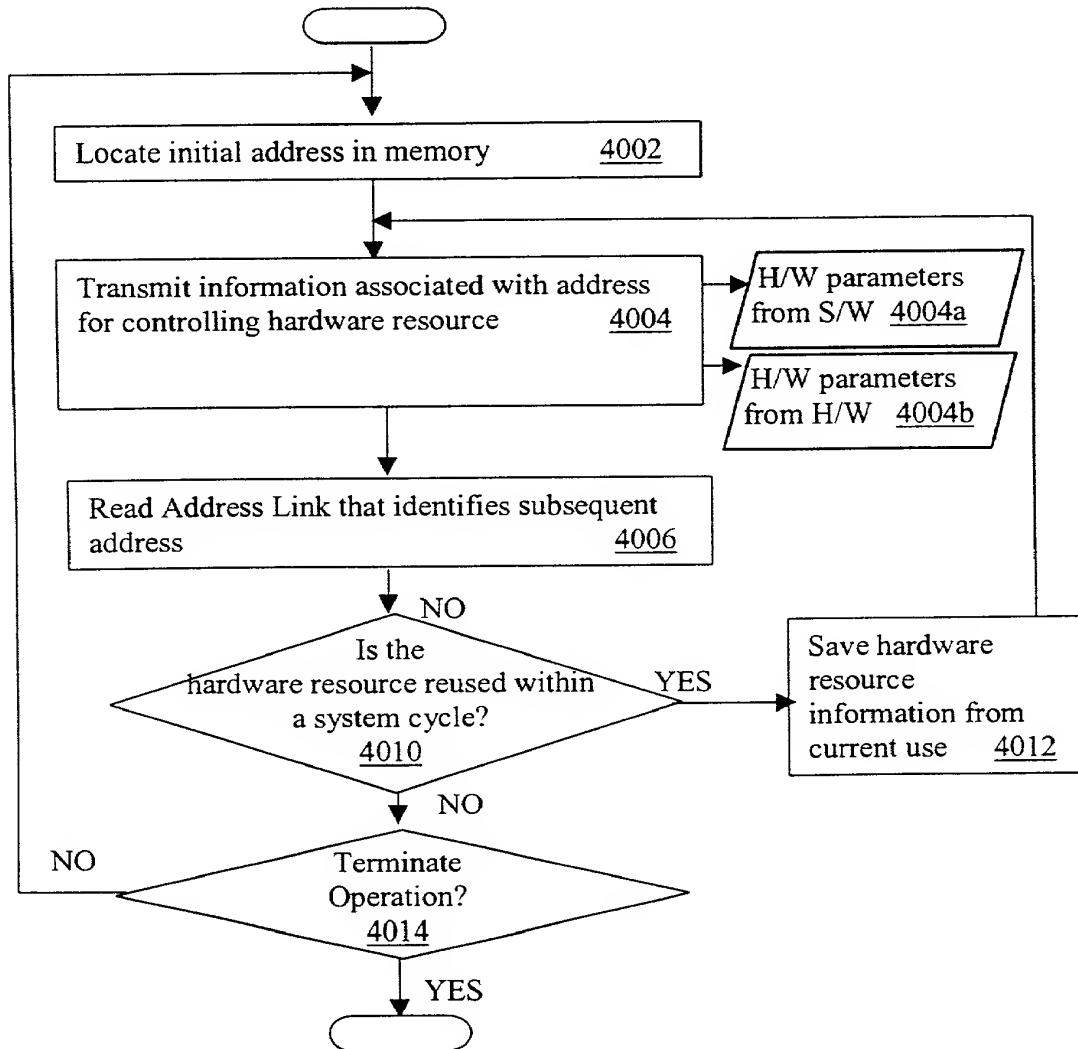 Locate initial address in memory 4002
Transmit information associated with address
for controlling hardware resource 4004
H/W parameters
from S/W 4004a
H/W parameters
from H/W 4004b
Read Address Link that identifies subsequent
address 4006
NO
Is the
hardware resource reused within
a system cycle?
4010
YES
Save hardware
resource
information from
current use 4012
NO
NO
Terminate
Operation?
4014
YES